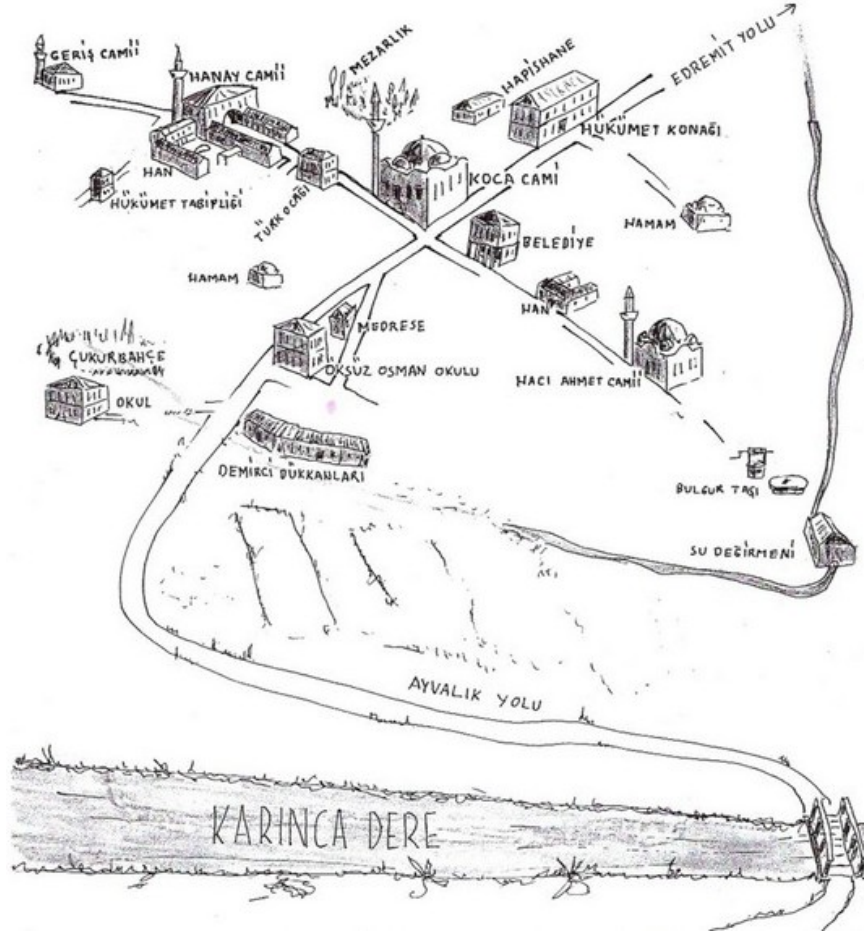 GERİŞ CAMİİ
HANAY CAMİİ
MEZARLIK
HAPİSHANE
EDREMİT YOLU
HÜKÜMET KONAĞI
HAN
KOCA CAMİ
HÜKÜMET TABİPLİĞİ
TÜRK OCAĞI
HAMAM
BELEDİYE
HAMAM
HAN
MEDRESE
ÇUKURBAHÇE
ÖKSÜZ OSMAN OKULU
HACI AHMET CAMİİ
OKUL
DEMİRCİ DÜKKANLARI
BULGUR TAŞI
SU DEĞİRMENİ
AYVALIK YOLU
KARINCA DERE